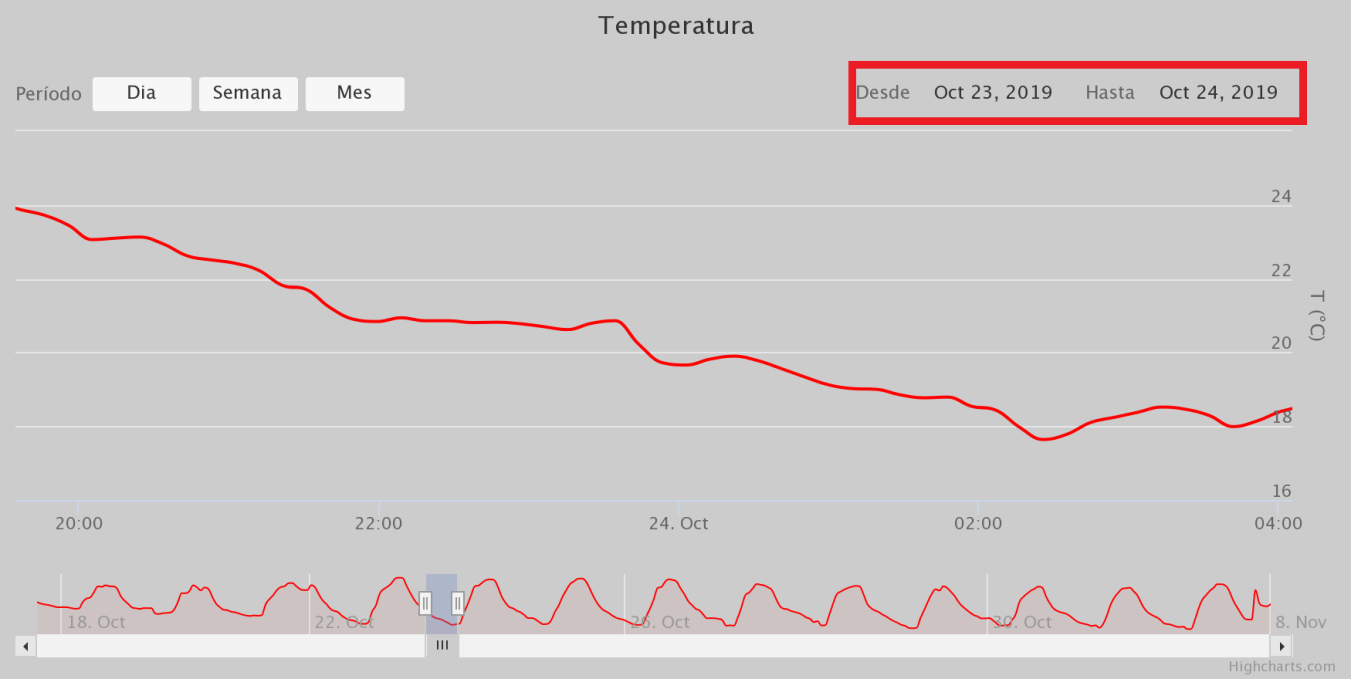 Temperatura
Período Dia Semana Mes Desde Oct 23, 2019 Hasta Oct 24, 2019
24
22
20
18
16
T (°C)
20:00 22:00 24. Oct 02:00 04:00
18. Oct 22. Oct 26. Oct 30. Oct 8. Nov
Highcharts.com